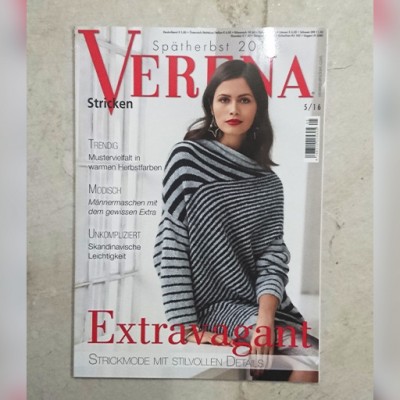 Spätherbst 20
VERENA
Stricken
5/16
TRENDIG
Mustervielfalt in
warmen Herbstfarben
MODISCH
Männermaschen mit
dem gewissen Extra
UNKOMPLIZIERT
Skandinavische
Leichtigkeit
Extravagant
STRICKMODE MIT STILVOLLEN DETAILS